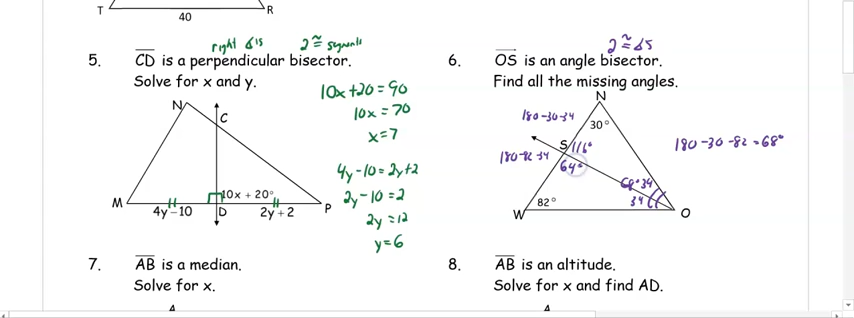 T
40
R
right ∡'s
2 ≅ segments
5. CD is a perpendicular bisector.
Solve for x and y.
10x+20=90
10x=70
x=7
N
C
10x + 20°
M
4y-10
D
2y+2
P
4y-10=2y+2
2y-10=2
2y=12
y=6
2 ≅ ∡s
6. OS is an angle bisector.
Find all the missing angles.
N
180-30-34
30°
S
116°
180-30-82=68°
180-82-34
64°
68°
34
34
82°
W
O
7. AB is a median.
Solve for x.
A
8. AB is an altitude.
Solve for x and find AD.
A